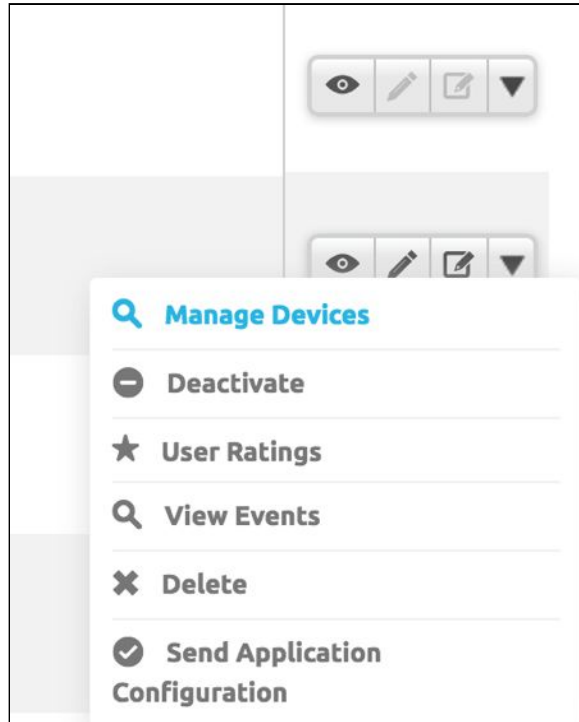 Manage Devices
Deactivate
User Ratings
View Events
Delete
Send Application
Configuration